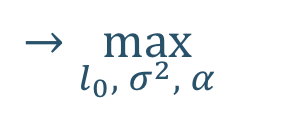 → max
l₀, σ², α